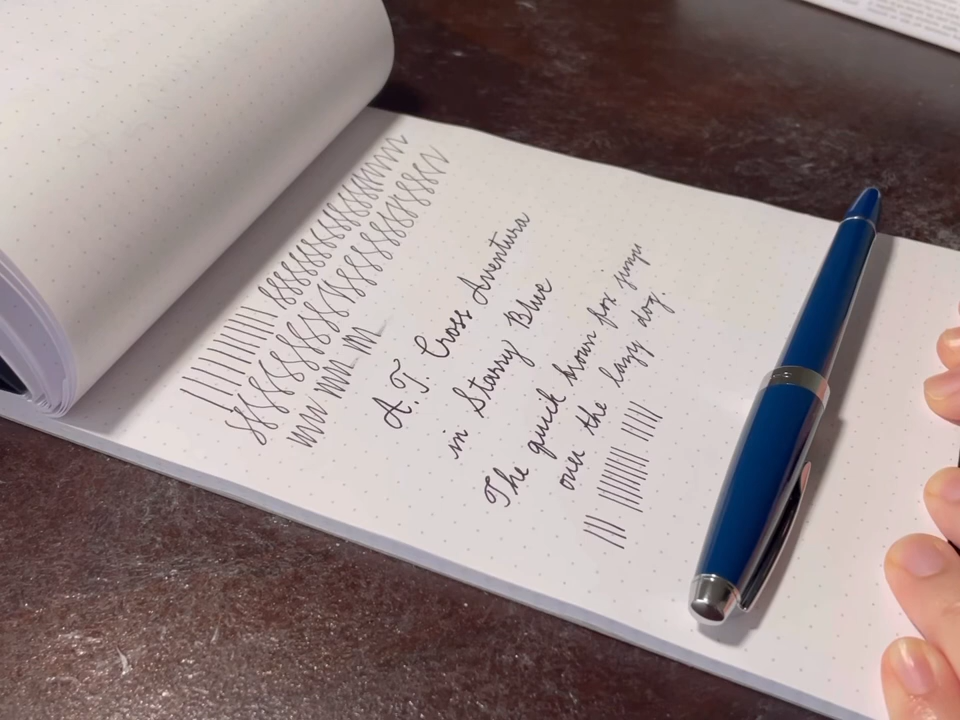 A.T Cross Aventura
in Starry Blue
The quick brown fox jumps
over the lazy dog.